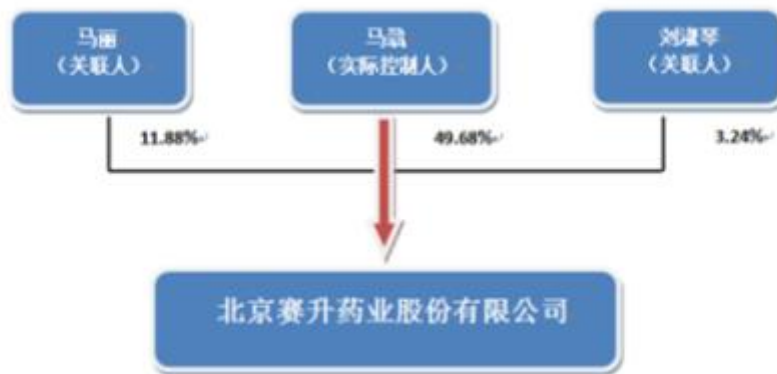 马丽
（关联人）
马骉
（实际控制人）
刘淑琴
（关联人）
11.88%
49.68%
3.24%
北京赛升药业股份有限公司